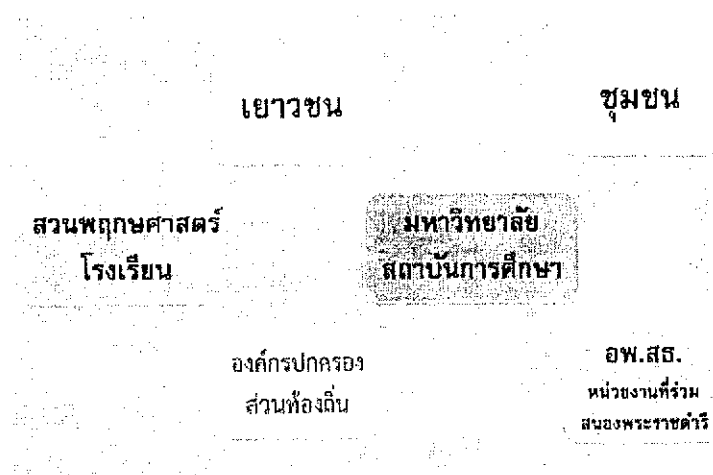 เยาวชน
ชุมชน
สวนพฤกษศาสตร์
โรงเรียน
มหาวิทยาลัย
สถาบันการศึกษา
องค์กรปกครอง
ส่วนท้องถิ่น
อพ.สธ.
หน่วยงานที่ร่วม
สนองพระราชดำริ